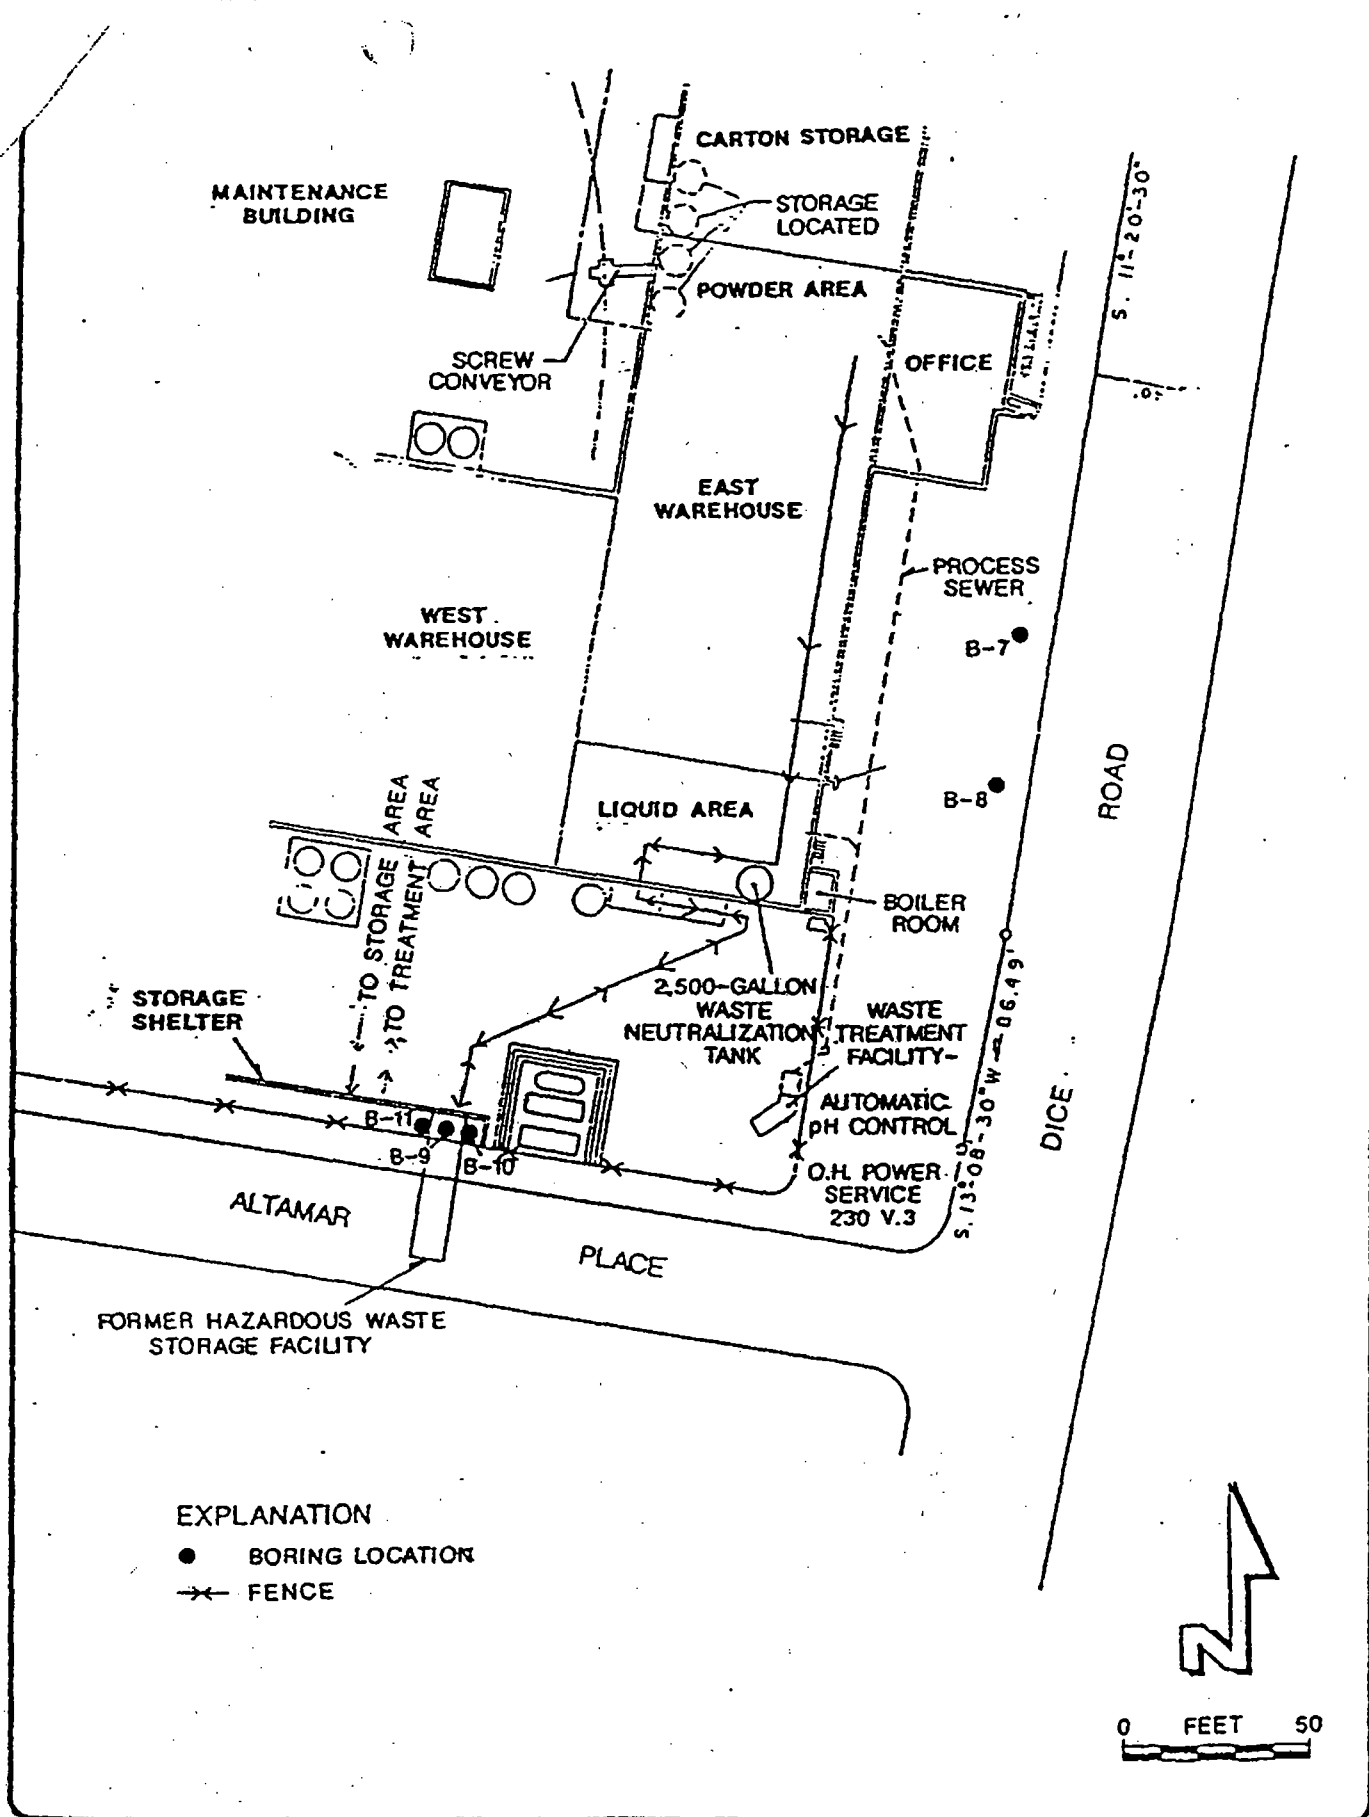 CARTON STORAGE
MAINTENANCE
BUILDING
STORAGE
LOCATED
S. 11°-20'-30"
POWDER AREA
SCREW
CONVEYOR
OFFICE
EAST
WAREHOUSE
PROCESS
SEWER
WEST
WAREHOUSE
B-7
B-8
ROAD
LIQUID AREA
TO STORAGE AREA
TO TREATMENT AREA
BOILER
ROOM
STORAGE
SHELTER
2,500-GALLON
WASTE
NEUTRALIZATION
TANK
WASTE
TREATMENT
FACILITY-
AUTOMATIC
pH CONTROL
S. 13°-08'-30" W - 06.49'
DICE
B-11
B-9
B-10
O.H. POWER
SERVICE
230 V.3
ALTAMAR
PLACE
FORMER HAZARDOUS WASTE
STORAGE FACILITY
EXPLANATION
BORING LOCATION
FENCE
0 FEET 50